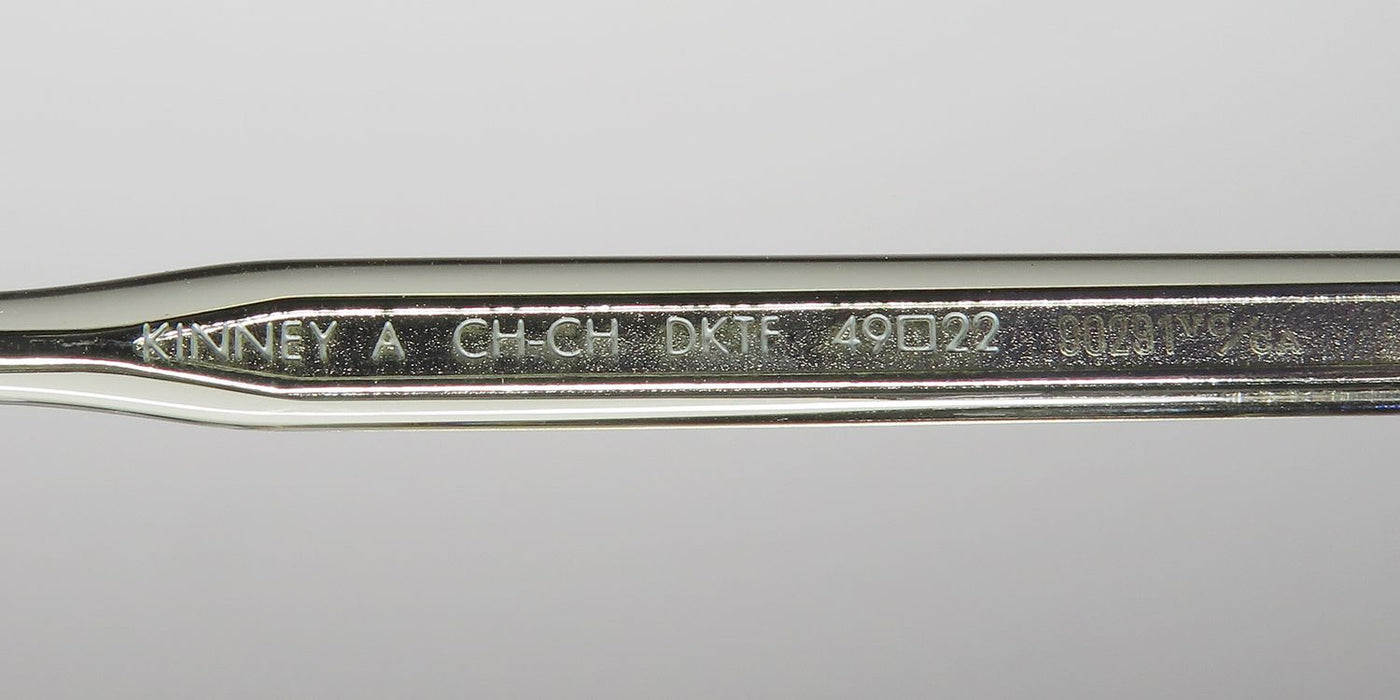 KINNEY A CH-CH DKTF 49□22